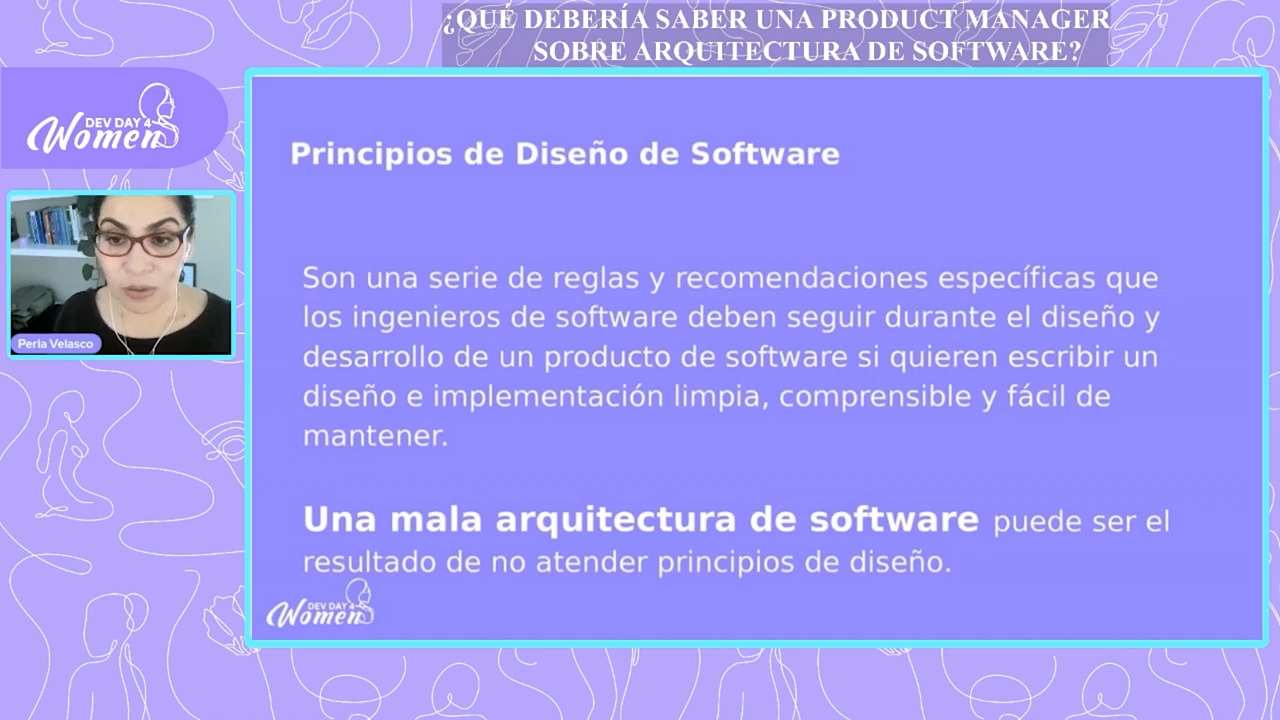 ¿QUÉ DEBERÍA SABER UNA PRODUCT MANAGER
SOBRE ARQUITECTURA DE SOFTWARE?
DEV DAY 4
Women
Perla Velasco
Principios de Diseño de Software
Son una serie de reglas y recomendaciones específicas que
los ingenieros de software deben seguir durante el diseño y
desarrollo de un producto de software si quieren escribir un
diseño e implementación limpia, comprensible y fácil de
mantener.
Una mala arquitectura de software puede ser el
resultado de no atender principios de diseño.
DEV DAY 4
Women